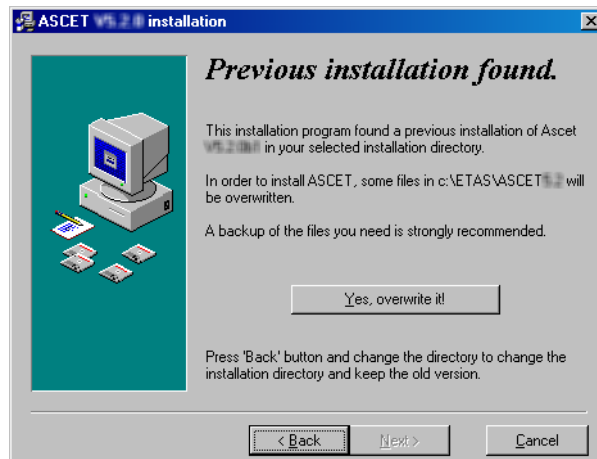 ASCET installation
Previous installation found.
This installation program found a previous installation of Ascet
in your selected installation directory.
In order to install ASCET, some files in c:\ETAS\ASCET will
be overwritten.
A backup of the files you need is strongly recommended.
Yes, overwrite it!
Press 'Back' button and change the directory to change the
installation directory and keep the old version.
< Back
Next >
Cancel